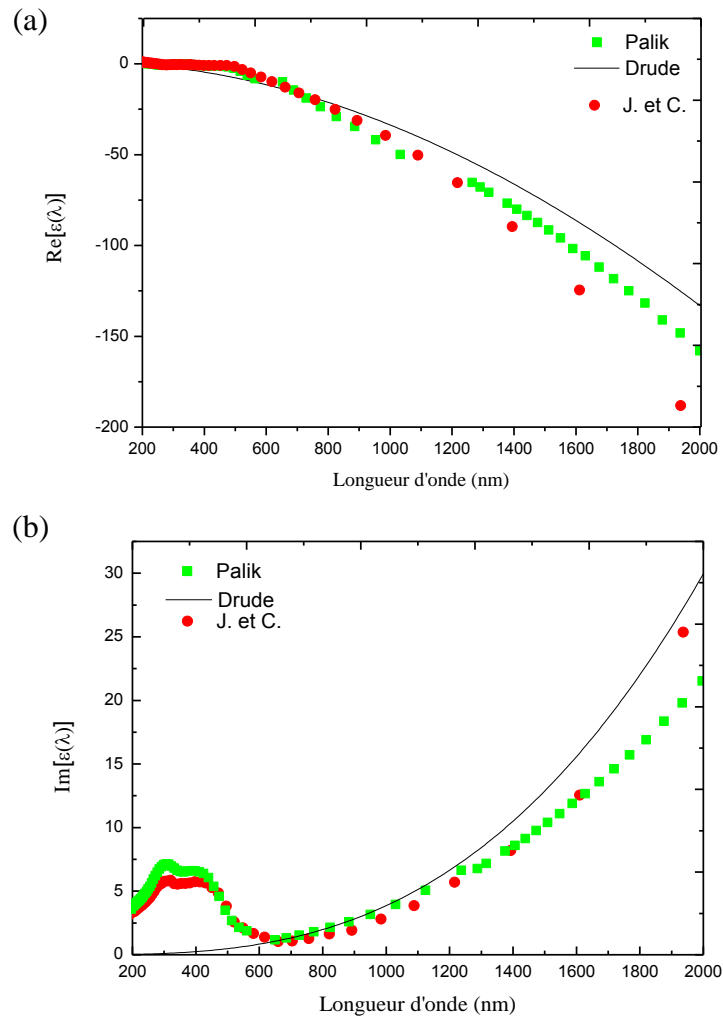 (a)
0
-50
-100
-150
-200
Re[ε(λ)]
Palik
Drude
J. et C.
200 400 600 800 1000 1200 1400 1600 1800 2000
Longueur d'onde (nm)
(b)
30
25
20
15
10
5
0
Im[ε(λ)]
Palik
Drude
J. et C.
200 400 600 800 1000 1200 1400 1600 1800 2000
Longueur d'onde (nm)